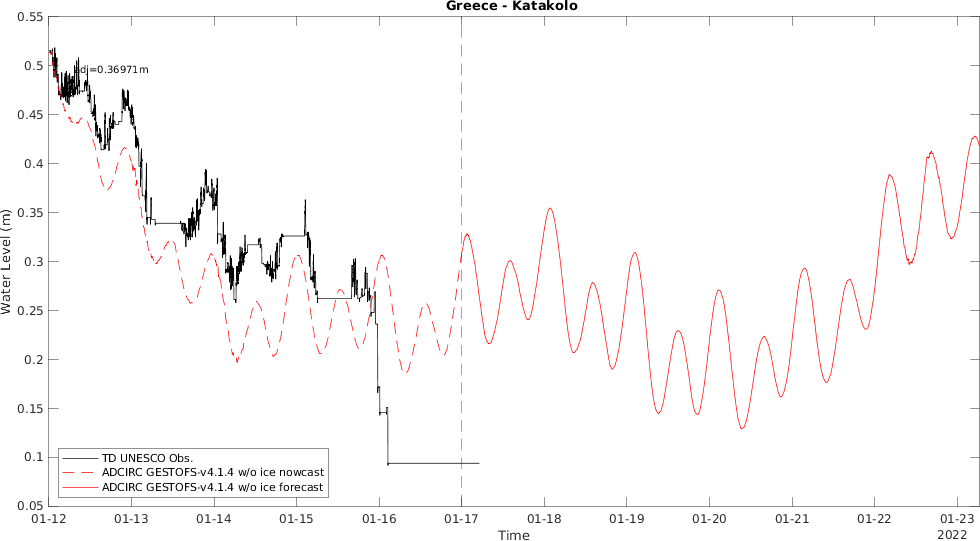 Greece - Katakolo
0.55
0.5
0.45
0.4
0.35
0.3
0.25
0.2
0.15
0.1
0.05
Water Level (m)
adj=0.36971m
TD UNESCO Obs.
ADCIRC GESTOFS-v4.1.4 w/o ice nowcast
ADCIRC GESTOFS-v4.1.4 w/o ice forecast
01-12 01-13 01-14 01-15 01-16 01-17 01-18 01-19 01-20 01-21 01-22 01-23
Time
2022